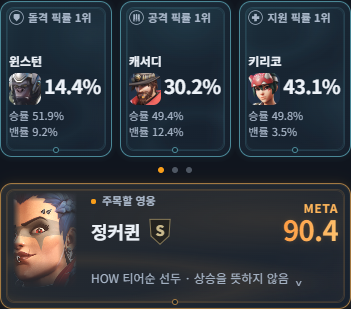 돌격 픽률 1위
공격 픽률 1위
지원 픽률 1위
윈스턴
14.4%
승률 51.9%
밴률 9.2%
캐서디
30.2%
승률 49.4%
밴률 12.4%
키리코
43.1%
승률 49.8%
밴률 3.5%
주목할 영웅
정커퀸
S
META
90.4
HOW 티어순 선두 · 상승을 뜻하지 않음